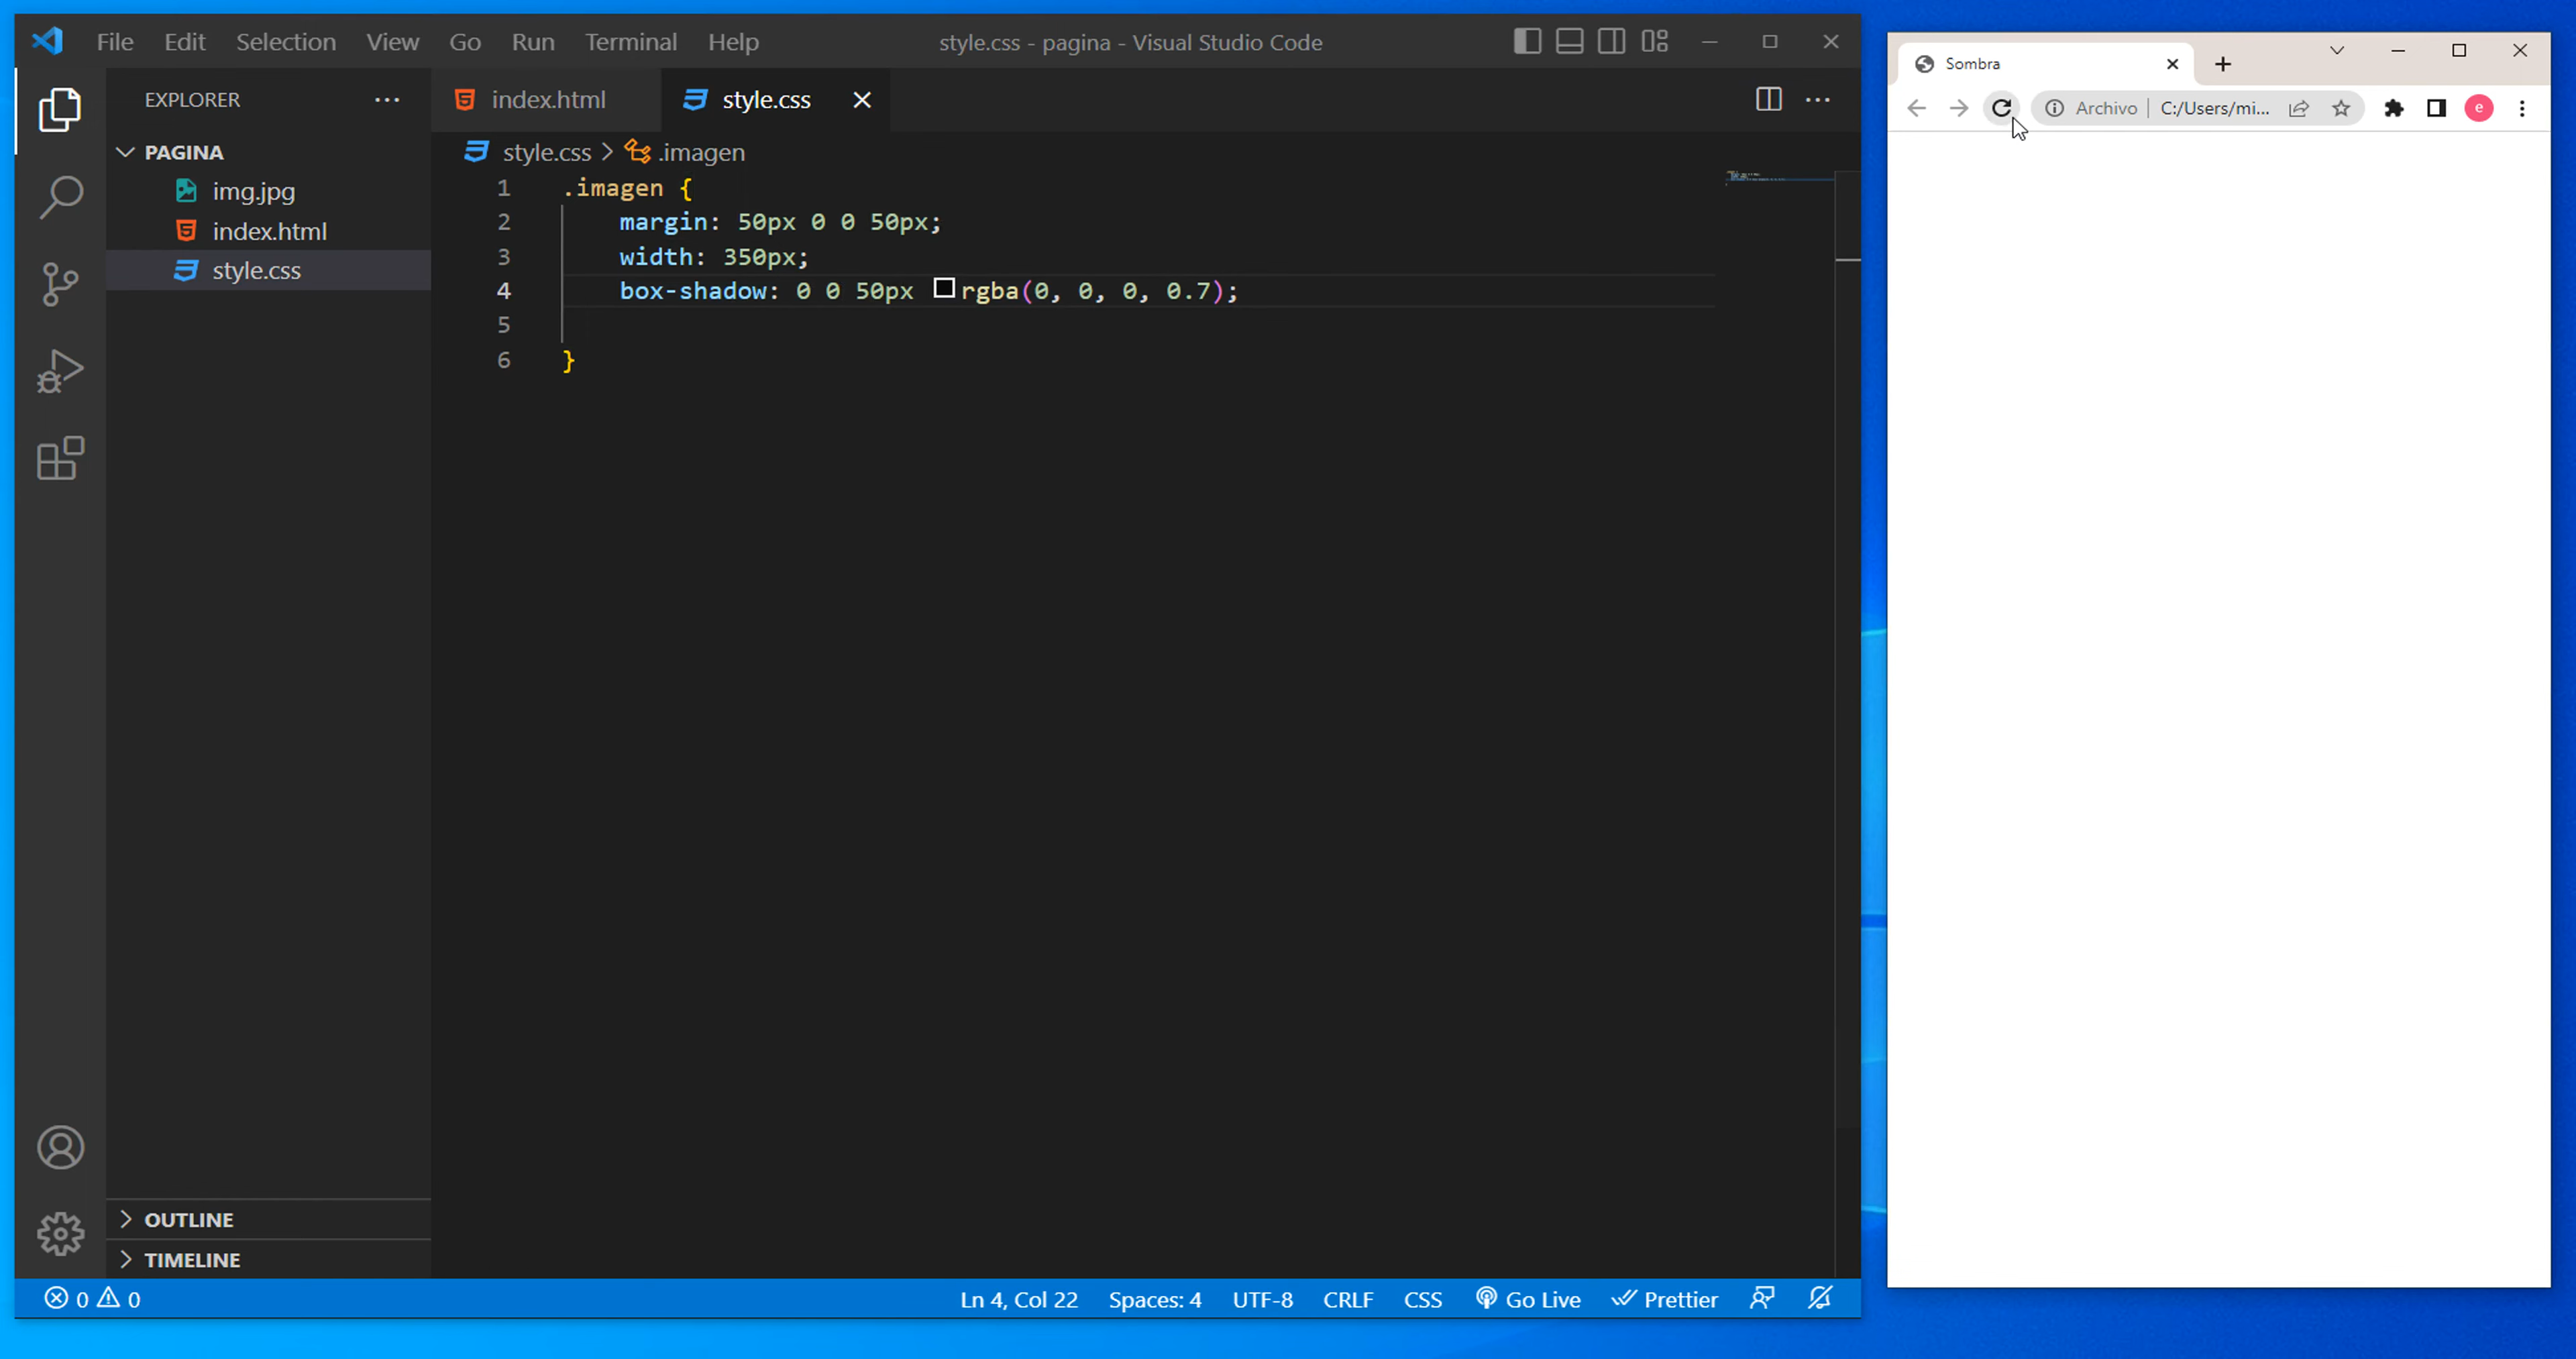 File Edit Selection View Go Run Terminal Help
style.css - pagina - Visual Studio Code
EXPLORER
PAGINA
img.jpg
index.html
style.css
OUTLINE
TIMELINE
index.html
style.css
style.css > .imagen
1 .imagen {
2 margin: 50px 0 0 50px;
3 width: 350px;
4 box-shadow: 0 0 50px rgba(0, 0, 0, 0.7);
5
6 }
0 0
Ln 4, Col 22 Spaces: 4 UTF-8 CRLF CSS Go Live Prettier
Sombra
Archivo | C:/Users/mi... e